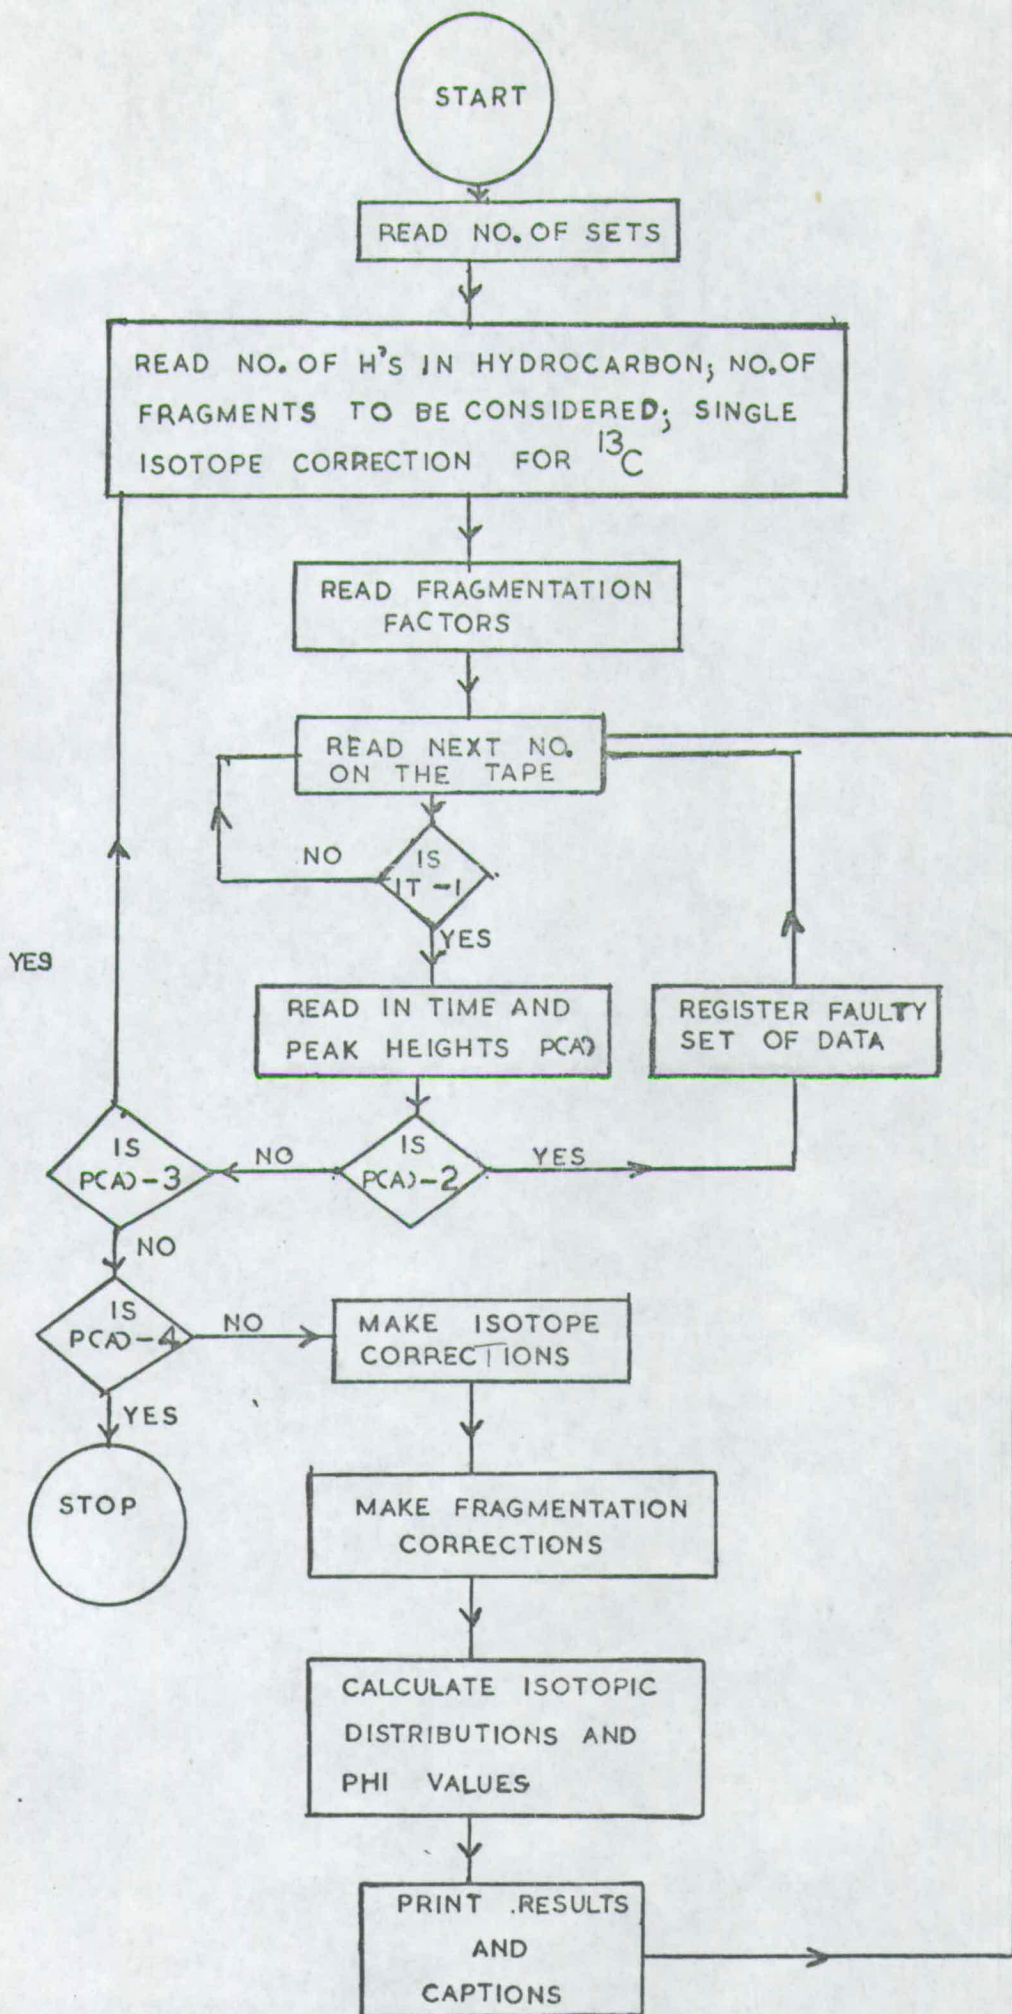 START
READ NO. OF SETS
READ NO. OF H'S IN HYDROCARBON; NO. OF
FRAGMENTS TO BE CONSIDERED; SINGLE
ISOTOPE CORRECTION FOR ¹³C
READ FRAGMENTATION
FACTORS
READ NEXT NO.
ON THE TAPE
NO
IS
IT -1
YES
YES
READ IN TIME AND
PEAK HEIGHTS P(A)
REGISTER FAULTY
SET OF DATA
IS
P(A)-3
NO
IS
P(A)-2
YES
NO
IS
P(A)-4
NO
MAKE ISOTOPE
CORRECTIONS
YES
STOP
MAKE FRAGMENTATION
CORRECTIONS
CALCULATE ISOTOPIC
DISTRIBUTIONS AND
PHI VALUES
PRINT .RESULTS
AND
CAPTIONS